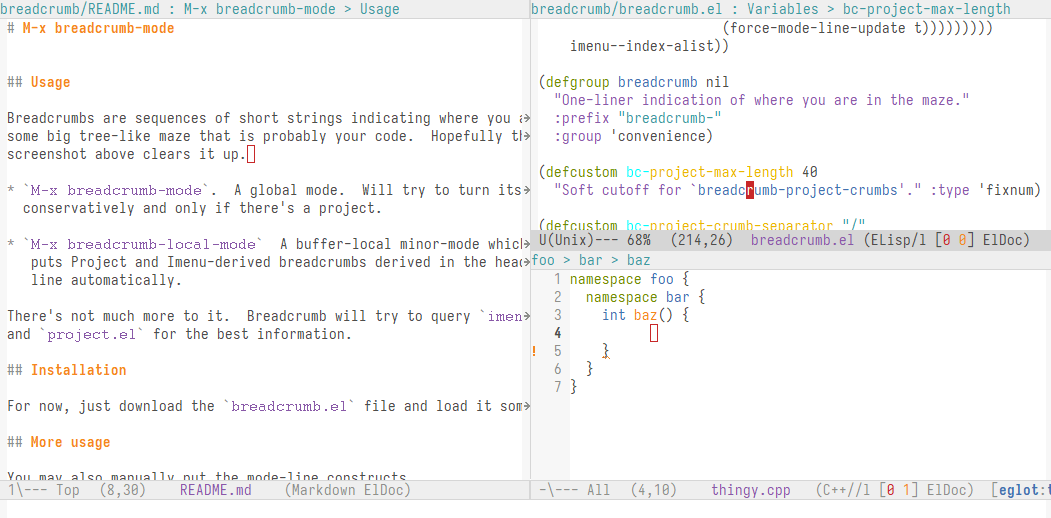 breadcrumb/README.md : M-x breadcrumb-mode > Usage
# M-x breadcrumb-mode
## Usage
Breadcrumbs are sequences of short strings indicating where you
some big tree-like maze that is probably your code.  Hopefully
screenshot above clears it up.
* `M-x breadcrumb-mode`.  A global mode.  Will try to turn its
conservatively and only if there's a project.
* `M-x breadcrumb-local-mode`  A buffer-local minor-mode which
puts Project and Imenu-derived breadcrumbs derived in the
line automatically.
There's not much more to it.  Breadcrumb will try to query
and `project.el` for the best information.
## Installation
For now, just download the `breadcrumb.el` file and load it
## More usage
You may also manually put the mode-line constructs
1\--- Top  (8,30)    README.md    (Markdown ElDoc)
breadcrumb/breadcrumb.el : Variables > bc-project-max-length
(force-mode-line-update t)))))))))
imenu--index-alist))
(defgroup breadcrumb nil
"One-liner indication of where you are in the maze."
:prefix "breadcrumb-"
:group 'convenience)
(defcustom bc-project-max-length 40
"Soft cutoff for `breadcrumb-project-crumbs'." :type 'fixnum)
(defcustom bc-project-crumb-separator "/"
U(Unix)--- 68%  (214,26)  breadcrumb.el (ELisp/l [0 0] ElDoc)
foo > bar > baz
1 namespace foo {
2 namespace bar {
3 int baz() {
4
! 5 }
6 }
7 }
-\--- All  (4,10)    thingy.cpp   (C++//l [0 1] ElDoc)  [eglot: